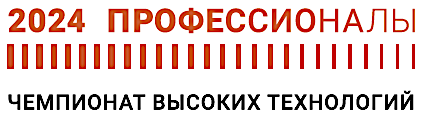 2024 ПРОФЕССИОНАЛЫ
ЧЕМПИОНАТ ВЫСОКИХ ТЕХНОЛОГИЙ